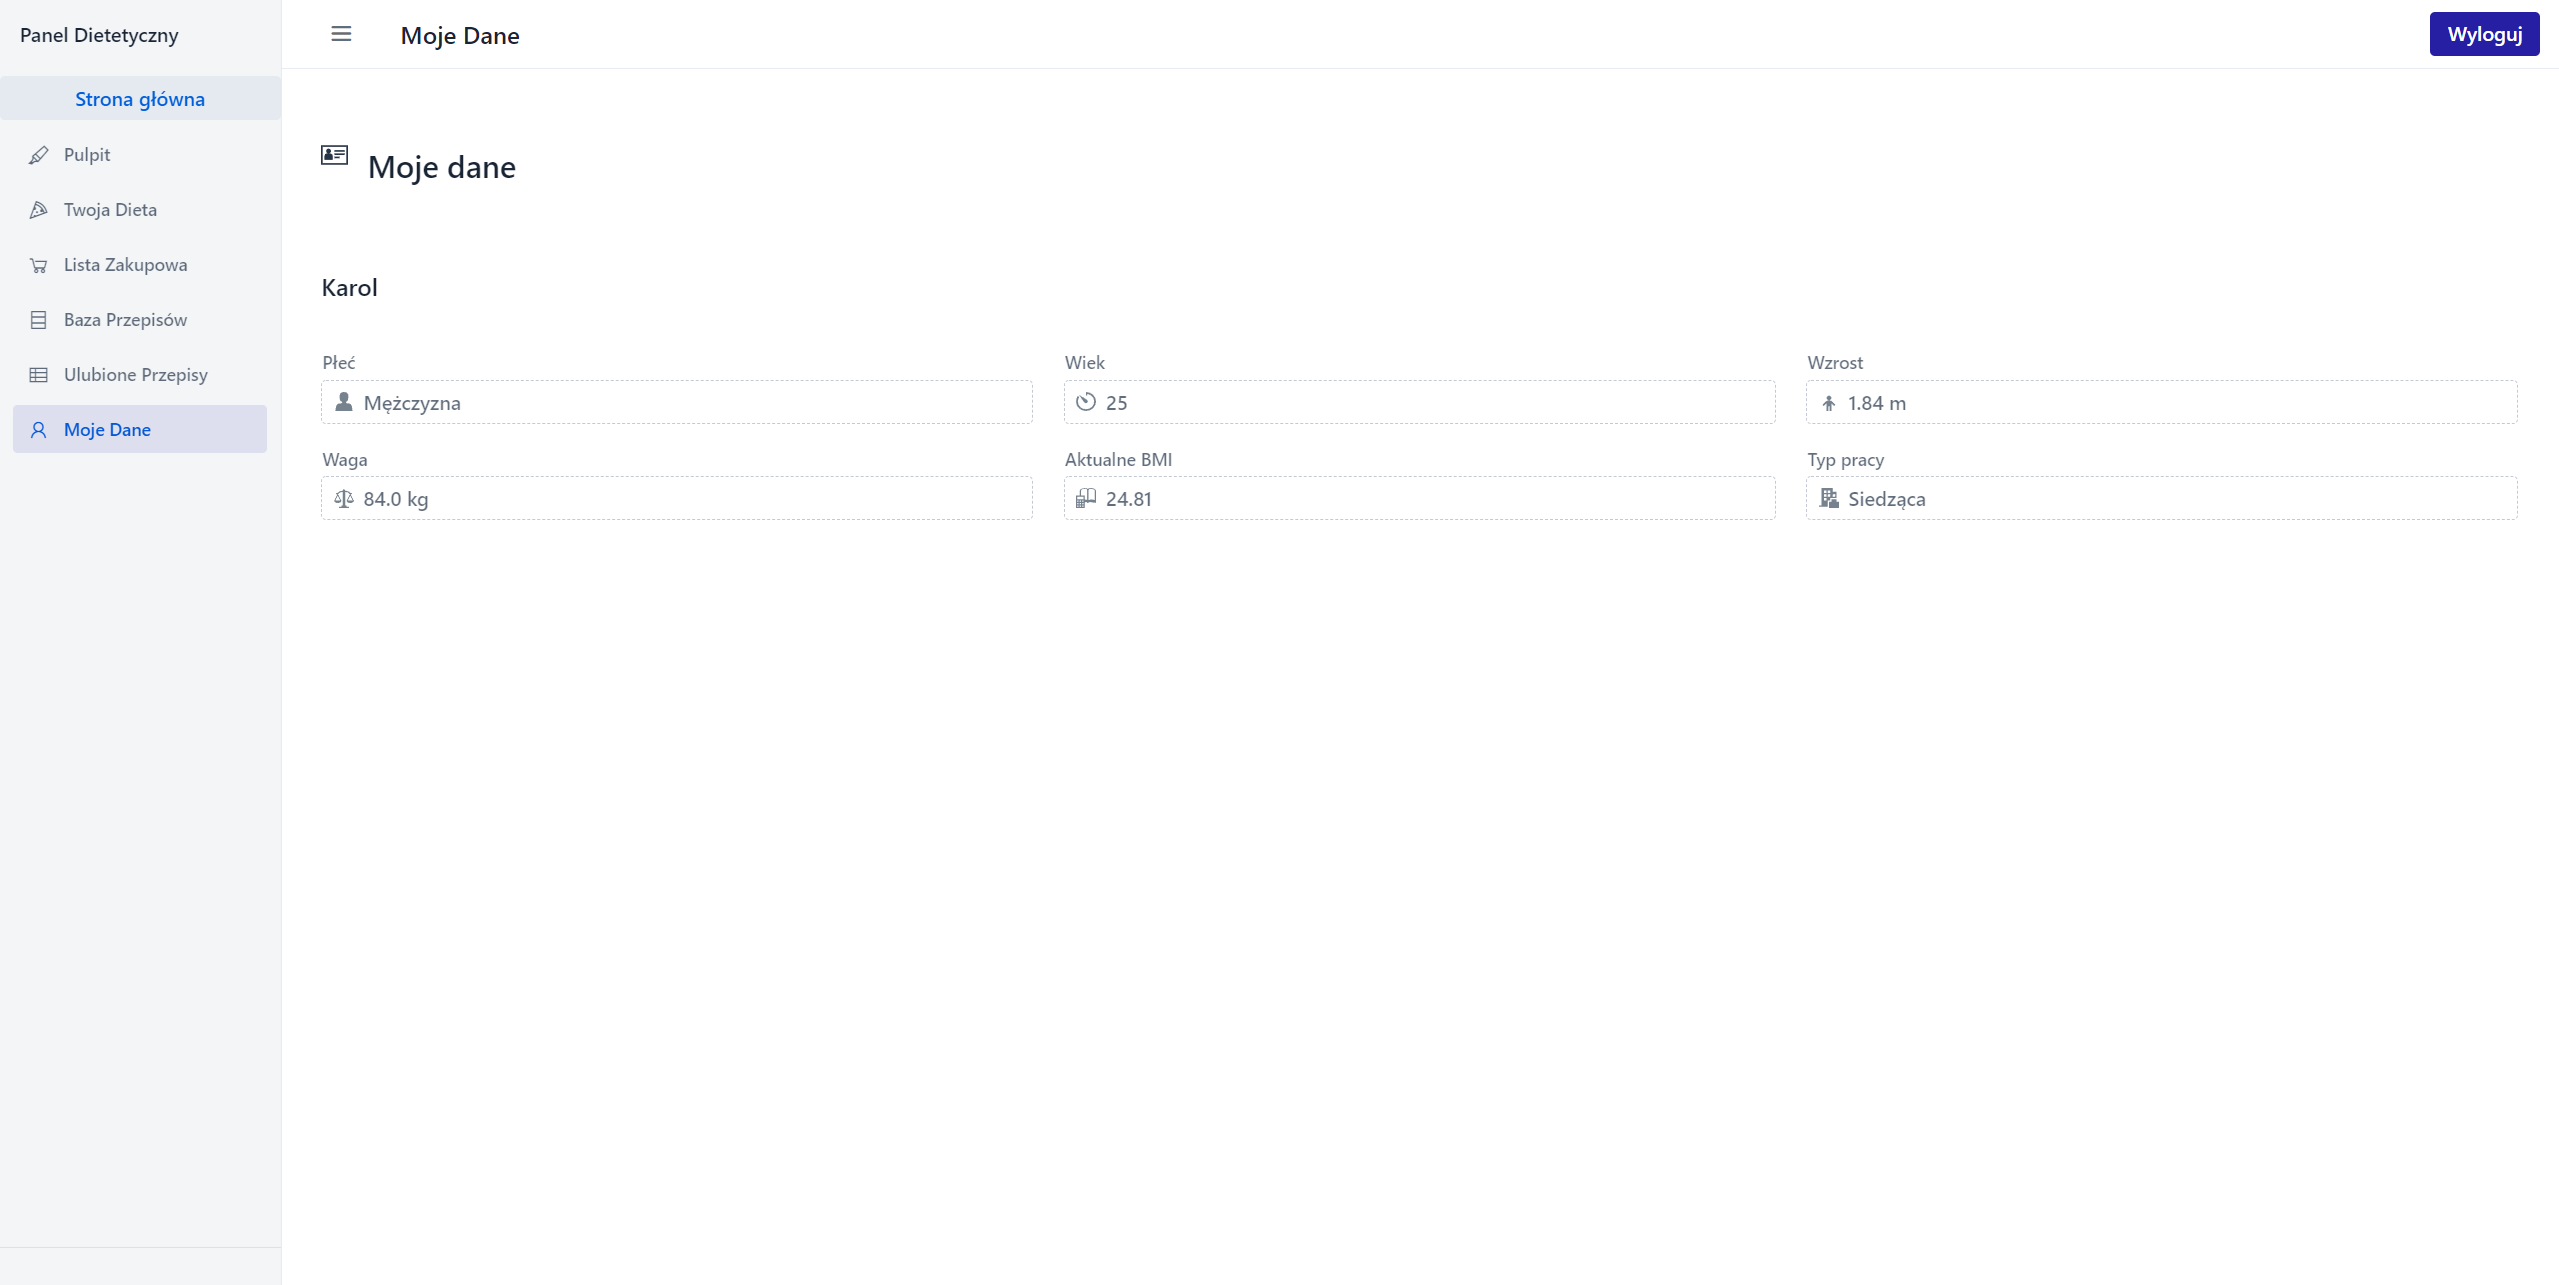 Panel Dietetyczny
Strona główna
Pulpit
Twoja Dieta
Lista Zakupowa
Baza Przepisów
Ulubione Przepisy
Moje Dane
Moje Dane
Wyloguj
Moje dane
Karol
Płeć
Mężczyzna
Wiek
25
Wzrost
1.84 m
Waga
84.0 kg
Aktualne BMI
24.81
Typ pracy
Siedząca